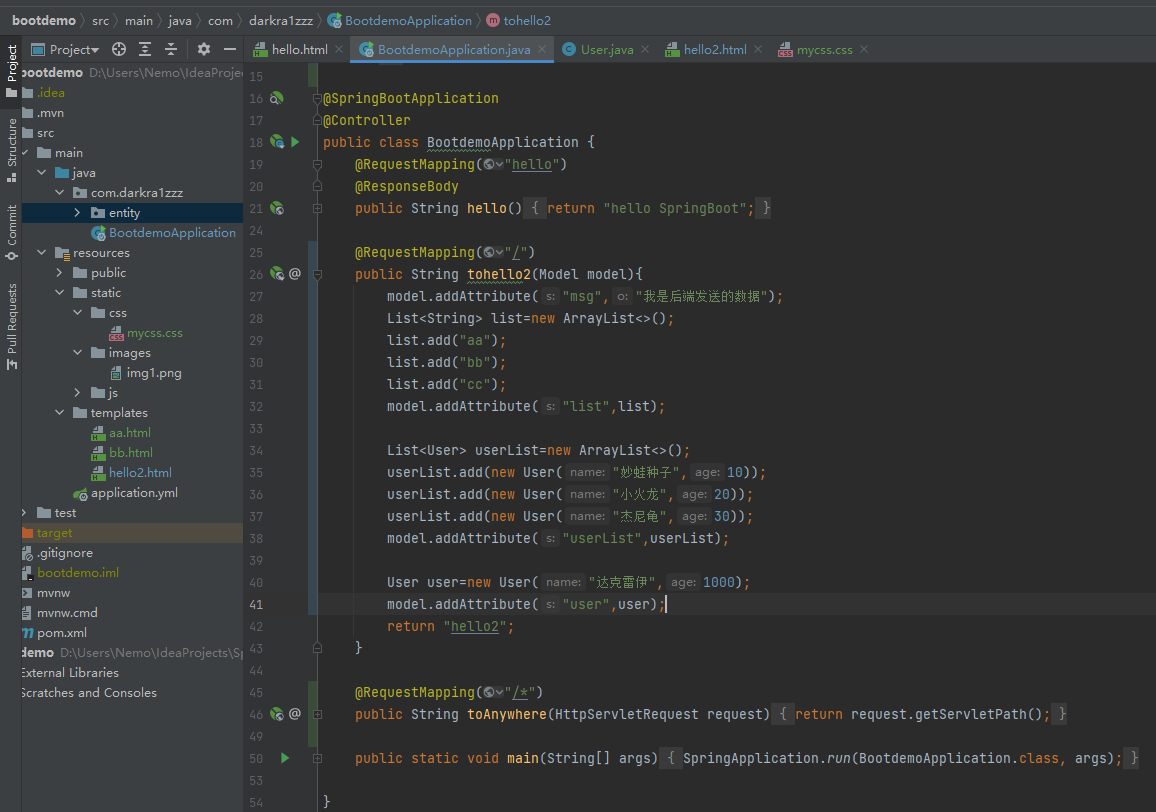 bootdemo src main java com darkra1zzz BootdemoApplication tohello2
Project
hello.html BootdemoApplication.java User.java hello2.html mycss.css
Project
Structure
Commit
Pull Requests
bootdemo D:\Users\Nemo\IdeaProje
.idea
.mvn
src
main
java
com.darkra1zzz
entity
BootdemoApplication
resources
public
static
css
mycss.css
images
img1.png
js
templates
aa.html
bb.html
hello2.html
application.yml
test
target
.gitignore
bootdemo.iml
mvnw
mvnw.cmd
pom.xml
demo D:\Users\Nemo\IdeaProjects\Sp
External Libraries
Scratches and Consoles
15
16 @SpringBootApplication
17 @Controller
18 public class BootdemoApplication {
19 @RequestMapping("hello")
20 @ResponseBody
21 public String hello() { return "hello SpringBoot"; }
24
25 @RequestMapping("/")
26 @ public String tohello2(Model model){
27 model.addAttribute( s: "msg", o: "我是后端发送的数据");
28 List<String> list=new ArrayList<>();
29 list.add("aa");
30 list.add("bb");
31 list.add("cc");
32 model.addAttribute( s: "list",list);
33
34 List<User> userList=new ArrayList<>();
35 userList.add(new User( name: "妙蛙种子", age: 10));
36 userList.add(new User( name: "小火龙", age: 20));
37 userList.add(new User( name: "杰尼龟", age: 30));
38 model.addAttribute( s: "userList",userList);
39
40 User user=new User( name: "达克雷伊", age: 1000);
41 model.addAttribute( s: "user",user);
42 return "hello2";
43 }
44
45 @RequestMapping("/*")
46 @ public String toAnywhere(HttpServletRequest request) { return request.getServletPath(); }
49
50 public static void main(String[] args) { SpringApplication.run(BootdemoApplication.class, args); }
53
54 }